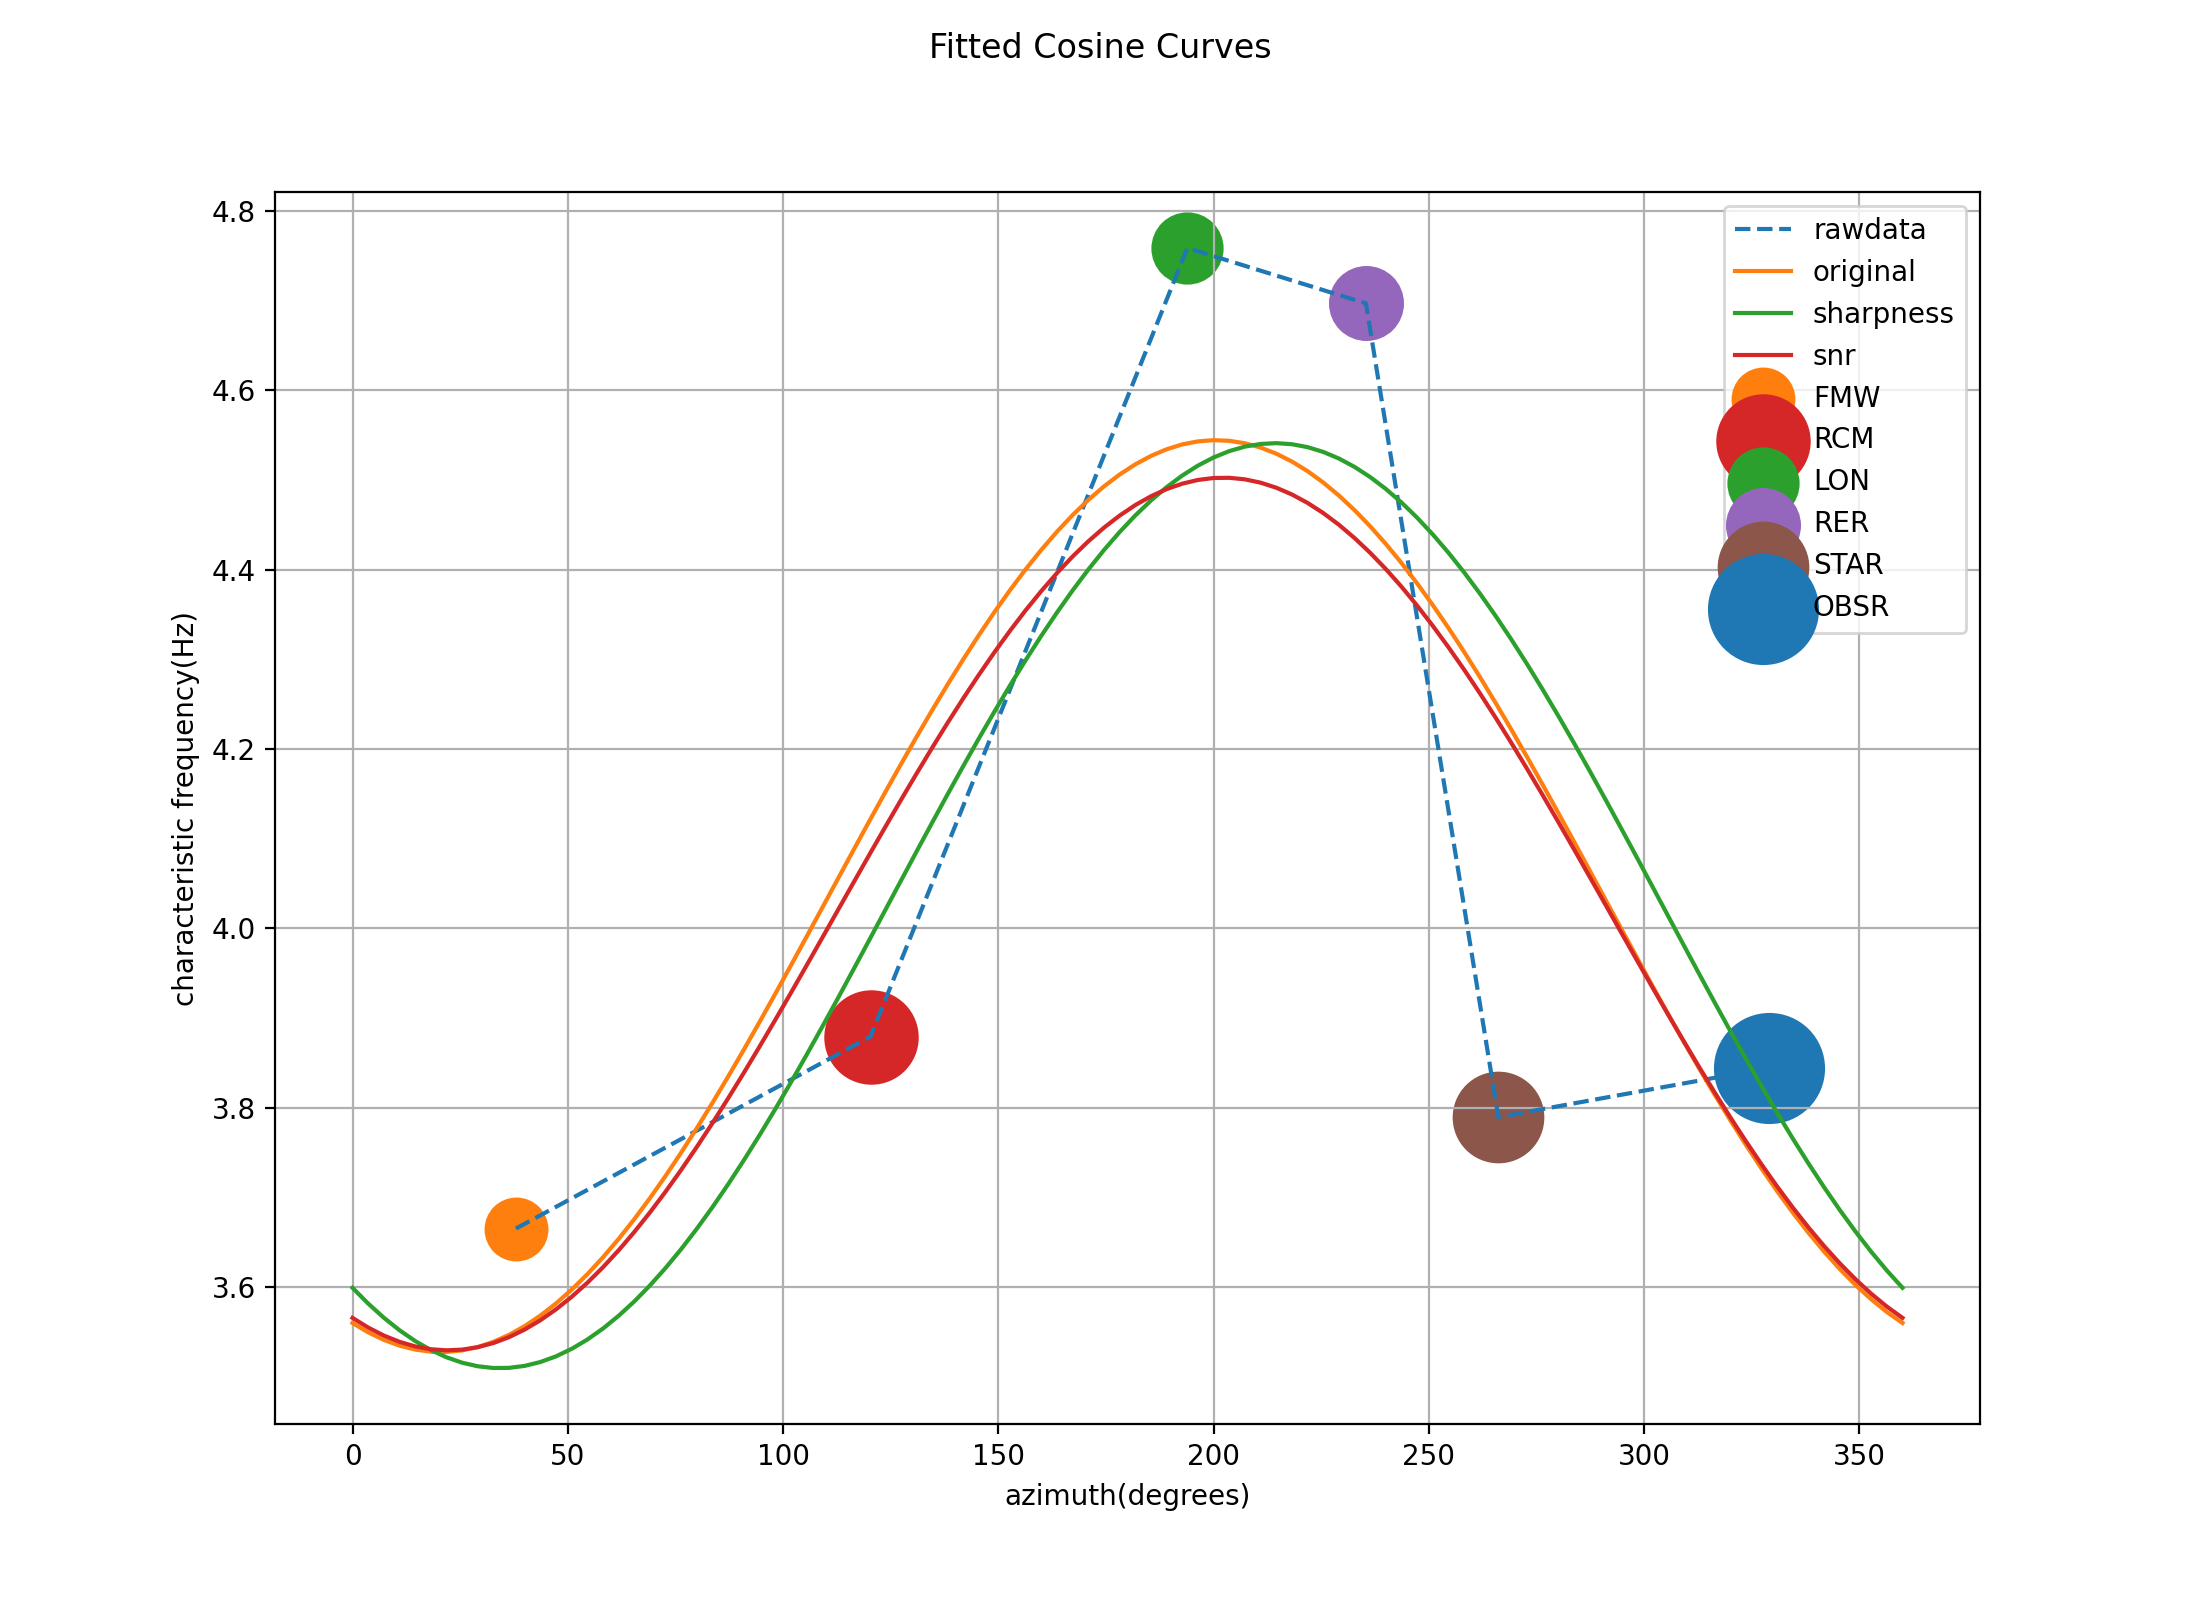 Fitted Cosine Curves
4.8
4.6
4.4
4.2
4.0
3.8
3.6
characteristic frequency(Hz)
rawdata
original
sharpness
snr
FMW
RCM
LON
RER
STAR
OBSR
0 50 100 150 200 250 300 350
azimuth(degrees)